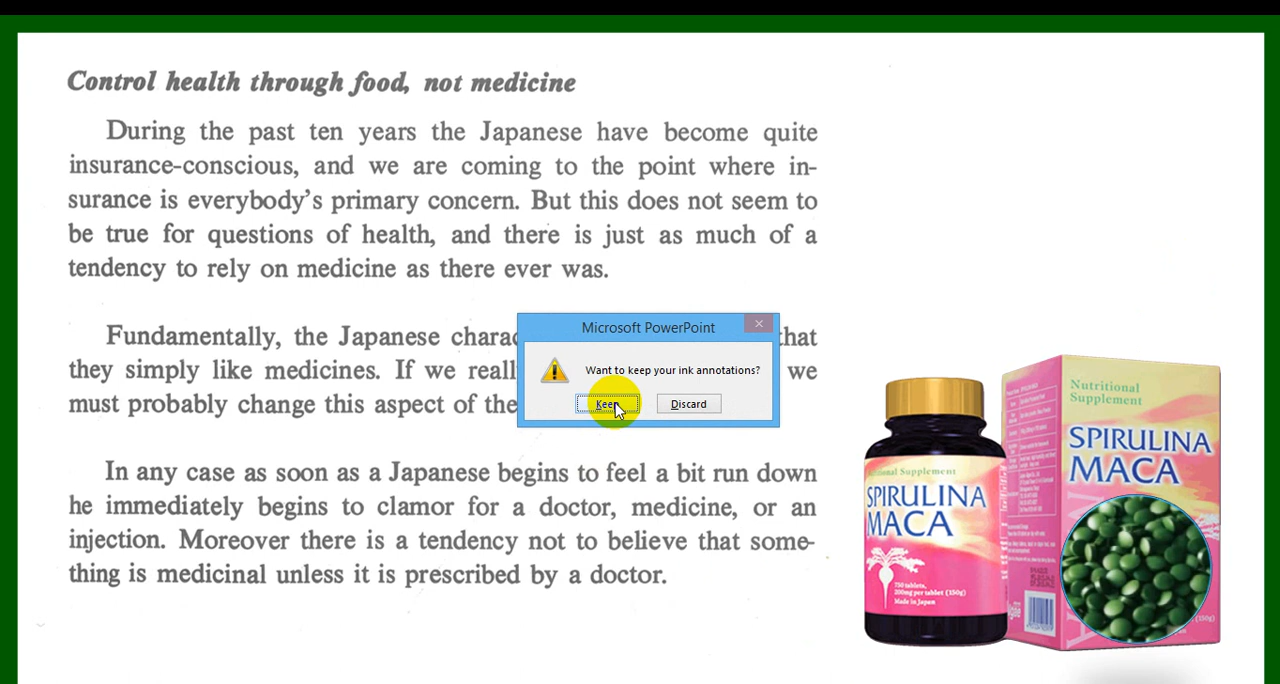 Control health through food, not medicine
During the past ten years the Japanese have become quite
insurance-conscious, and we are coming to the point where in-
surance is everybody's primary concern. But this does not seem to
be true for questions of health, and there is just as much of a
tendency to rely on medicine as there ever was.
Fundamentally, the Japanese charac
that
they simply like medicines. If we reall
we
must probably change this aspect of the
In any case as soon as a Japanese begins to feel a bit run down
he immediately begins to clamor for a doctor, medicine, or an
injection. Moreover there is a tendency not to believe that some-
thing is medicinal unless it is prescribed by a doctor.
Microsoft PowerPoint
Want to keep your ink annotations?
Keep
Discard
Nutritional Supplement
SPIRULINA
MACA
750 tablets,
200mg per tablet (150g)
Made in Japan
Nutritional
Supplement
SPIRULINA
MACA